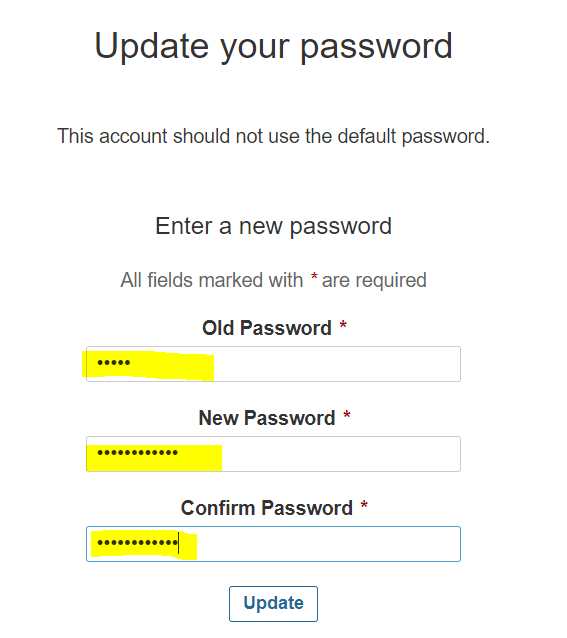 Update your password
This account should not use the default password.
Enter a new password
All fields marked with * are required
Old Password *
•••••
New Password *
••••••••••••
Confirm Password *
••••••••••••
Update